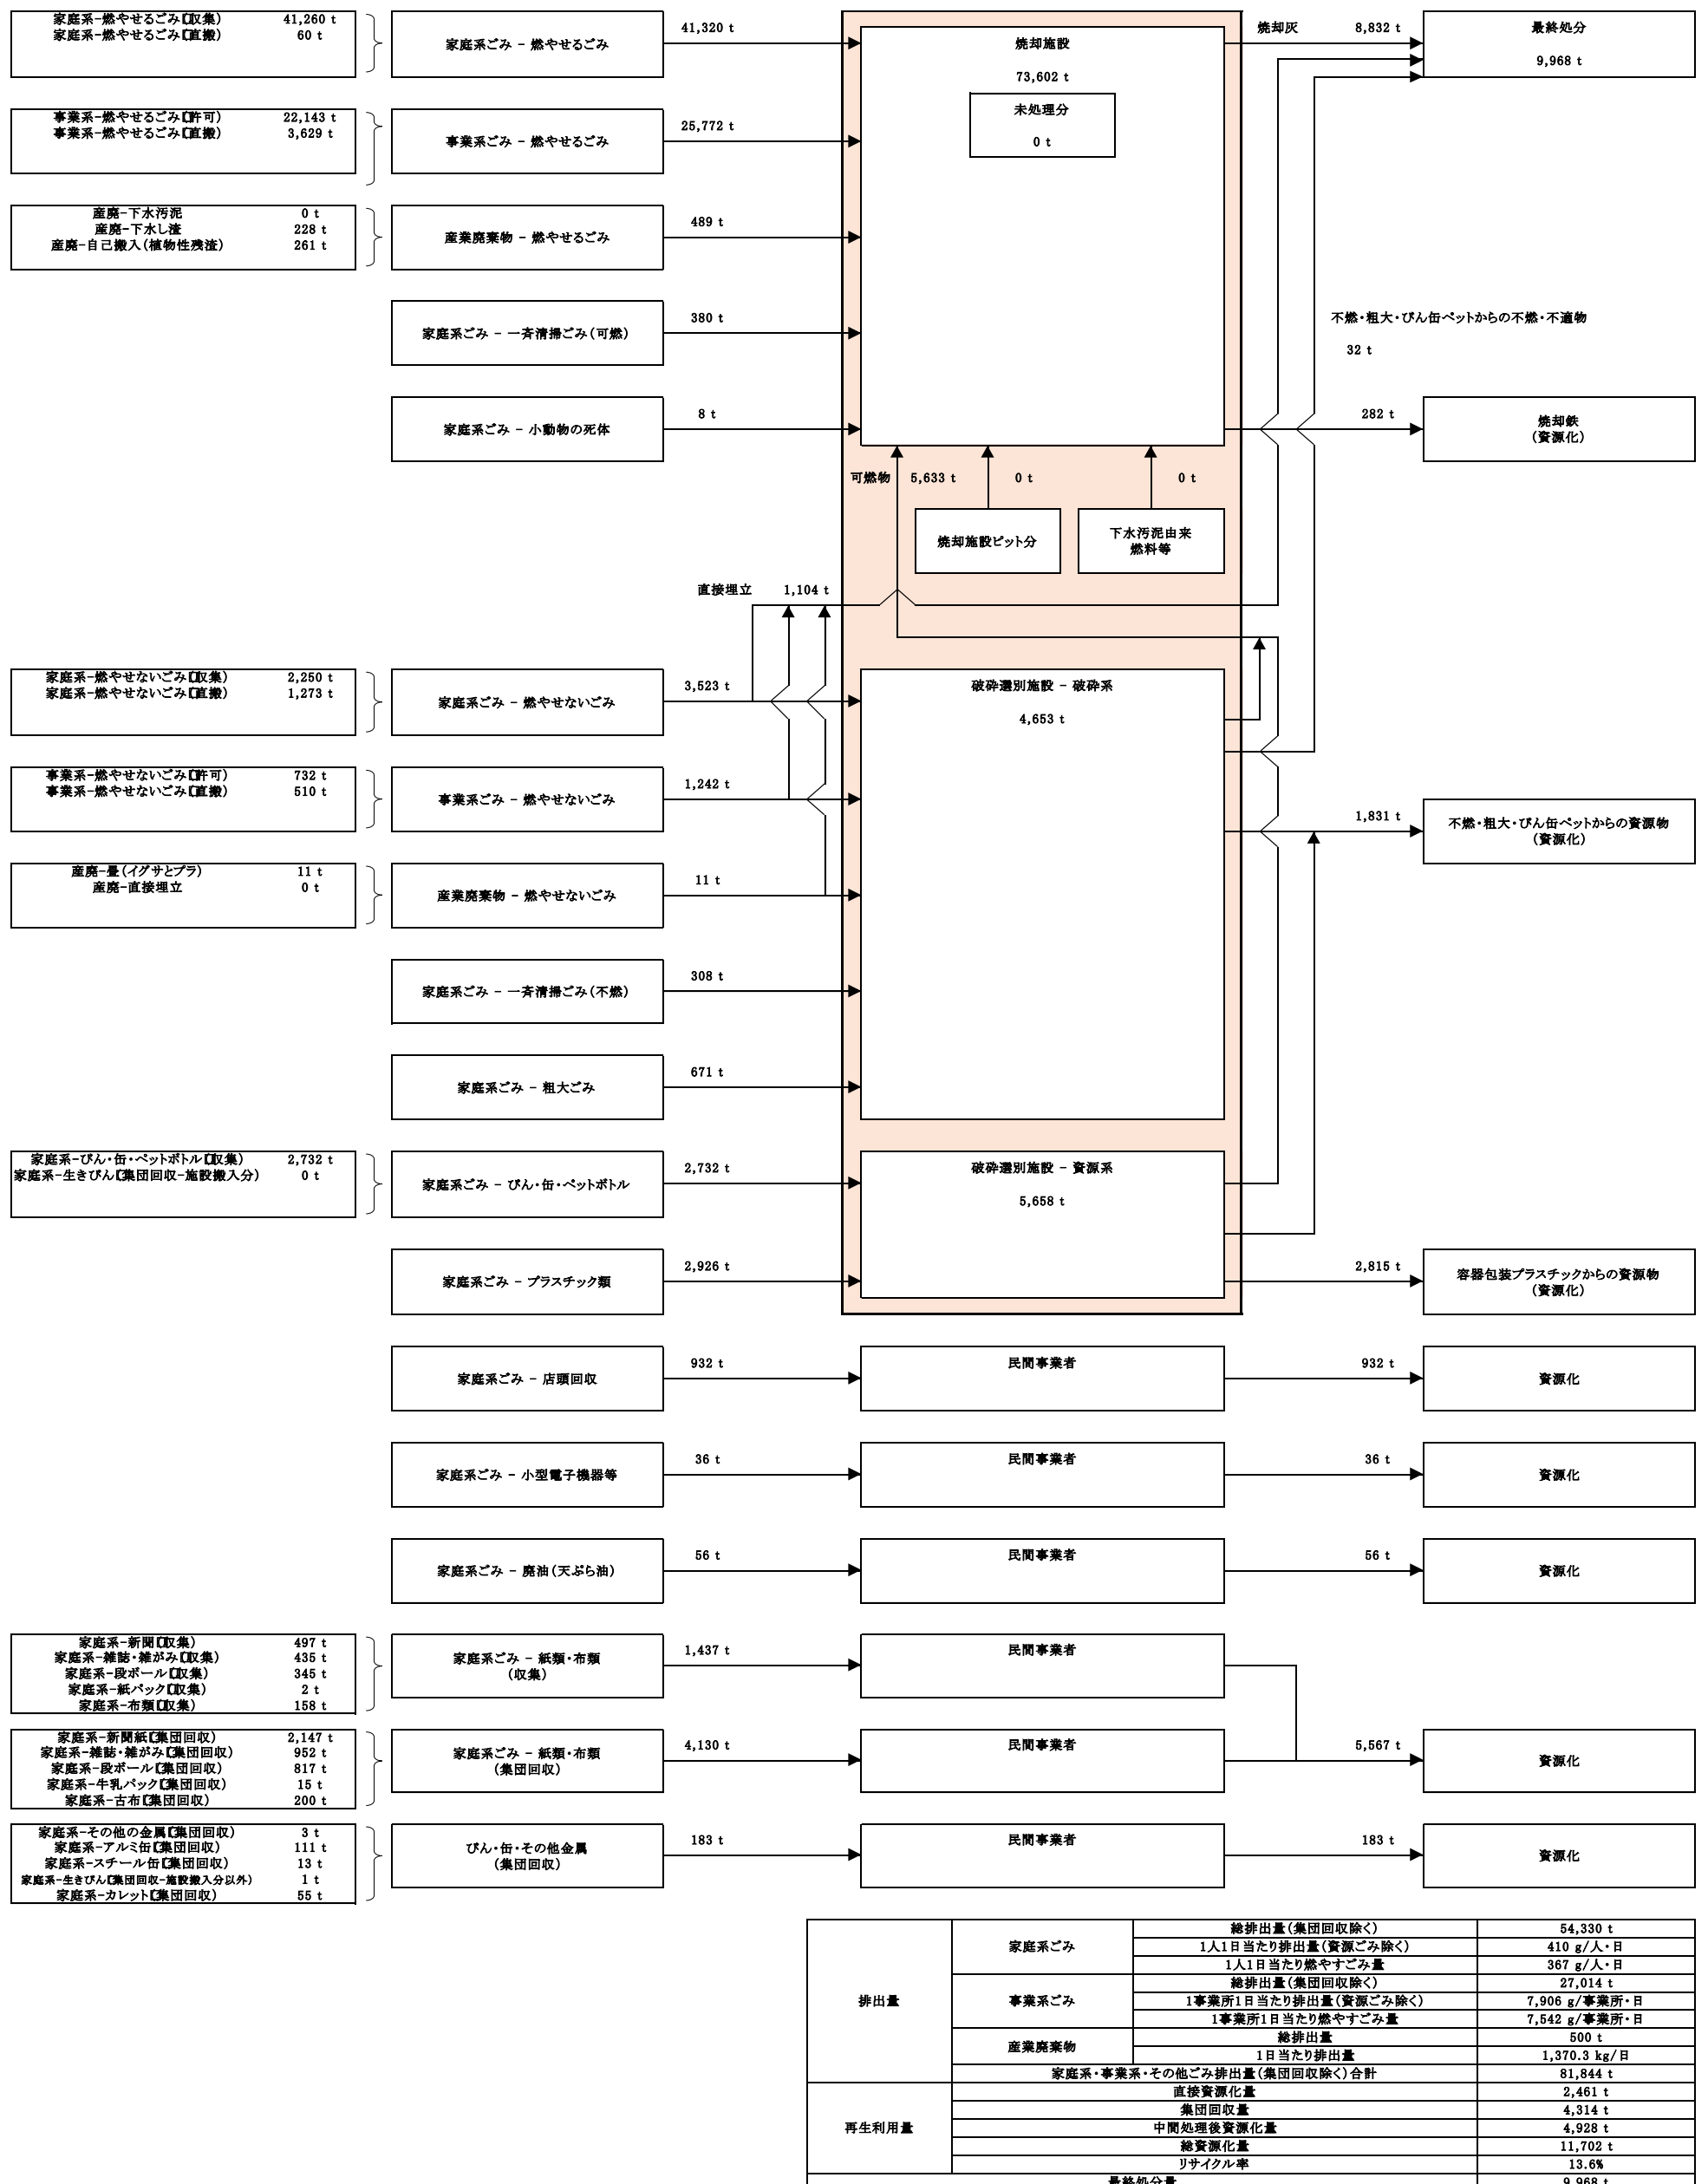 家庭系-燃やせるごみ〔収集〕 41,260 t
家庭系-燃やせるごみ〔直搬〕 60 t
家庭系ごみ - 燃やせるごみ
41,320 t
焼却施設
73,602 t
未処理分
0 t
焼却灰 8,832 t
最終処分
9,968 t
事業系-燃やせるごみ〔許可〕 22,143 t
事業系-燃やせるごみ〔直搬〕 3,629 t
事業系ごみ - 燃やせるごみ
25,772 t
産廃-下水汚泥 0 t
産廃-下水し渣 228 t
産廃-自己搬入(植物性残渣) 261 t
産業廃棄物 - 燃やせるごみ
489 t
家庭系ごみ - 一斉清掃ごみ(可燃)
380 t
不燃・粗大・びん缶ペットからの不燃・不適物
32 t
家庭系ごみ - 小動物の死体
8 t
282 t
焼却鉄
(資源化)
可燃物 5,633 t
0 t
0 t
焼却施設ピット分
下水汚泥由来
燃料等
直接埋立 1,104 t
家庭系-燃やせないごみ〔収集〕 2,250 t
家庭系-燃やせないごみ〔直搬〕 1,273 t
家庭系ごみ - 燃やせないごみ
3,523 t
破砕選別施設 - 破砕系
4,653 t
事業系-燃やせないごみ〔許可〕 732 t
事業系-燃やせないごみ〔直搬〕 510 t
事業系ごみ - 燃やせないごみ
1,242 t
1,831 t
不燃・粗大・びん缶ペットからの資源物
(資源化)
産廃-畳(イグサとプラ) 11 t
産廃-直接埋立 0 t
産業廃棄物 - 燃やせないごみ
11 t
家庭系ごみ - 一斉清掃ごみ(不燃)
308 t
家庭系ごみ - 粗大ごみ
671 t
家庭系-びん・缶・ペットボトル〔収集〕 2,732 t
家庭系-生きびん〔集団回収-施設搬入分〕 0 t
家庭系ごみ - びん・缶・ペットボトル
2,732 t
破砕選別施設 - 資源系
5,658 t
家庭系ごみ - プラスチック類
2,926 t
2,815 t
容器包装プラスチックからの資源物
(資源化)
家庭系ごみ - 店頭回収
932 t
民間事業者
932 t
資源化
家庭系ごみ - 小型電子機器等
36 t
民間事業者
36 t
資源化
家庭系ごみ - 廃油(天ぷら油)
56 t
民間事業者
56 t
資源化
家庭系-新聞〔収集〕 497 t
家庭系-雑誌・雑がみ〔収集〕 435 t
家庭系-段ボール〔収集〕 345 t
家庭系-紙パック〔収集〕 2 t
家庭系-布類〔収集〕 158 t
家庭系ごみ - 紙類・布類
(収集)
1,437 t
民間事業者
家庭系-新聞紙〔集団回収〕 2,147 t
家庭系-雑誌・雑がみ〔集団回収〕 952 t
家庭系-段ボール〔集団回収〕 817 t
家庭系-牛乳パック〔集団回収〕 15 t
家庭系-古布〔集団回収〕 200 t
家庭系ごみ - 紙類・布類
(集団回収)
4,130 t
民間事業者
5,567 t
資源化
家庭系-その他の金属〔集団回収〕 3 t
家庭系-アルミ缶〔集団回収〕 111 t
家庭系-スチール缶〔集団回収〕 13 t
家庭系-生きびん〔集団回収-施設搬入分以外〕 1 t
家庭系-カレット〔集団回収〕 55 t
びん・缶・その他金属
(集団回収)
183 t
民間事業者
183 t
資源化
排出量
家庭系ごみ
総排出量(集団回収除く) 54,330 t
1人1日当たり排出量(資源ごみ除く) 410 g/人・日
1人1日当たり燃やすごみ量 367 g/人・日
事業系ごみ
総排出量(集団回収除く) 27,014 t
1事業所1日当たり排出量(資源ごみ除く) 7,906 g/事業所・日
1事業所1日当たり燃やすごみ量 7,542 g/事業所・日
産業廃棄物
総排出量 500 t
1日当たり排出量 1,370.3 kg/日
家庭系・事業系・その他ごみ排出量(集団回収除く)合計 81,844 t
再生利用量
直接資源化量 2,461 t
集団回収量 4,314 t
中間処理後資源化量 4,928 t
総資源化量 11,702 t
リサイクル率 13.6%
最終処分量 9,968 t